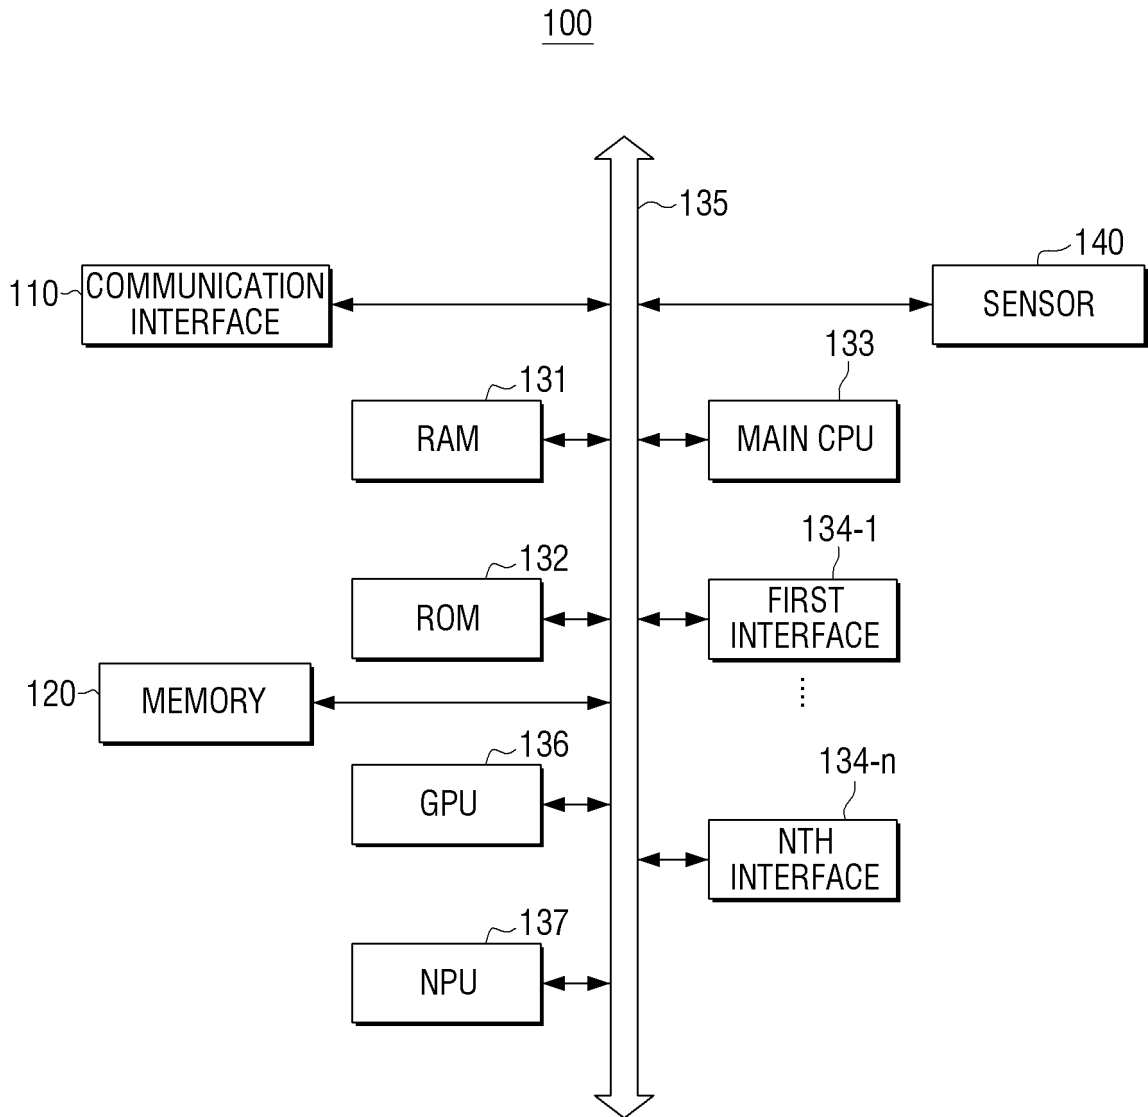 100
135
140
110
COMMUNICATION
INTERFACE
SENSOR
131
133
RAM
MAIN CPU
132
134-1
ROM
FIRST
INTERFACE
120
MEMORY
136
134-n
GPU
NTH
INTERFACE
137
NPU